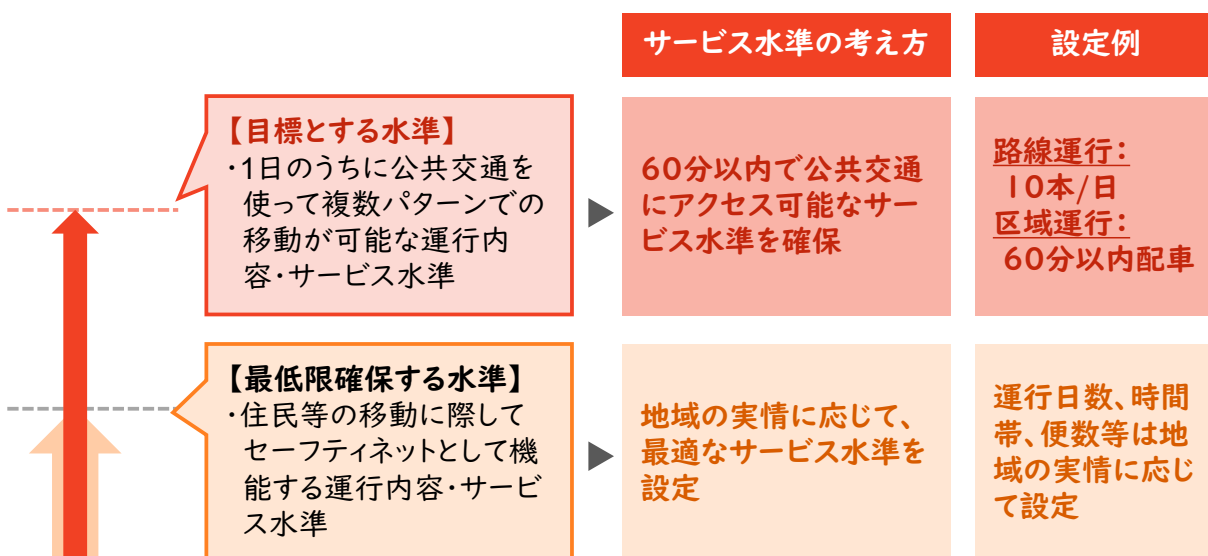 サービス水準の考え方
設定例
【目標とする水準】
・1日のうちに公共交通を
使って複数パターンでの
移動が可能な運行内
容・サービス水準
60分以内で公共交通
にアクセス可能なサー
ビス水準を確保
路線運行：
10本/日
区域運行：
60分以内配車
【最低限確保する水準】
・住民等の移動に際して
セーフティネットとして機
能する運行内容・サービ
ス水準
地域の実情に応じて、
最適なサービス水準を
設定
運行日数、時間
帯、便数等は地
域の実情に応じ
て設定